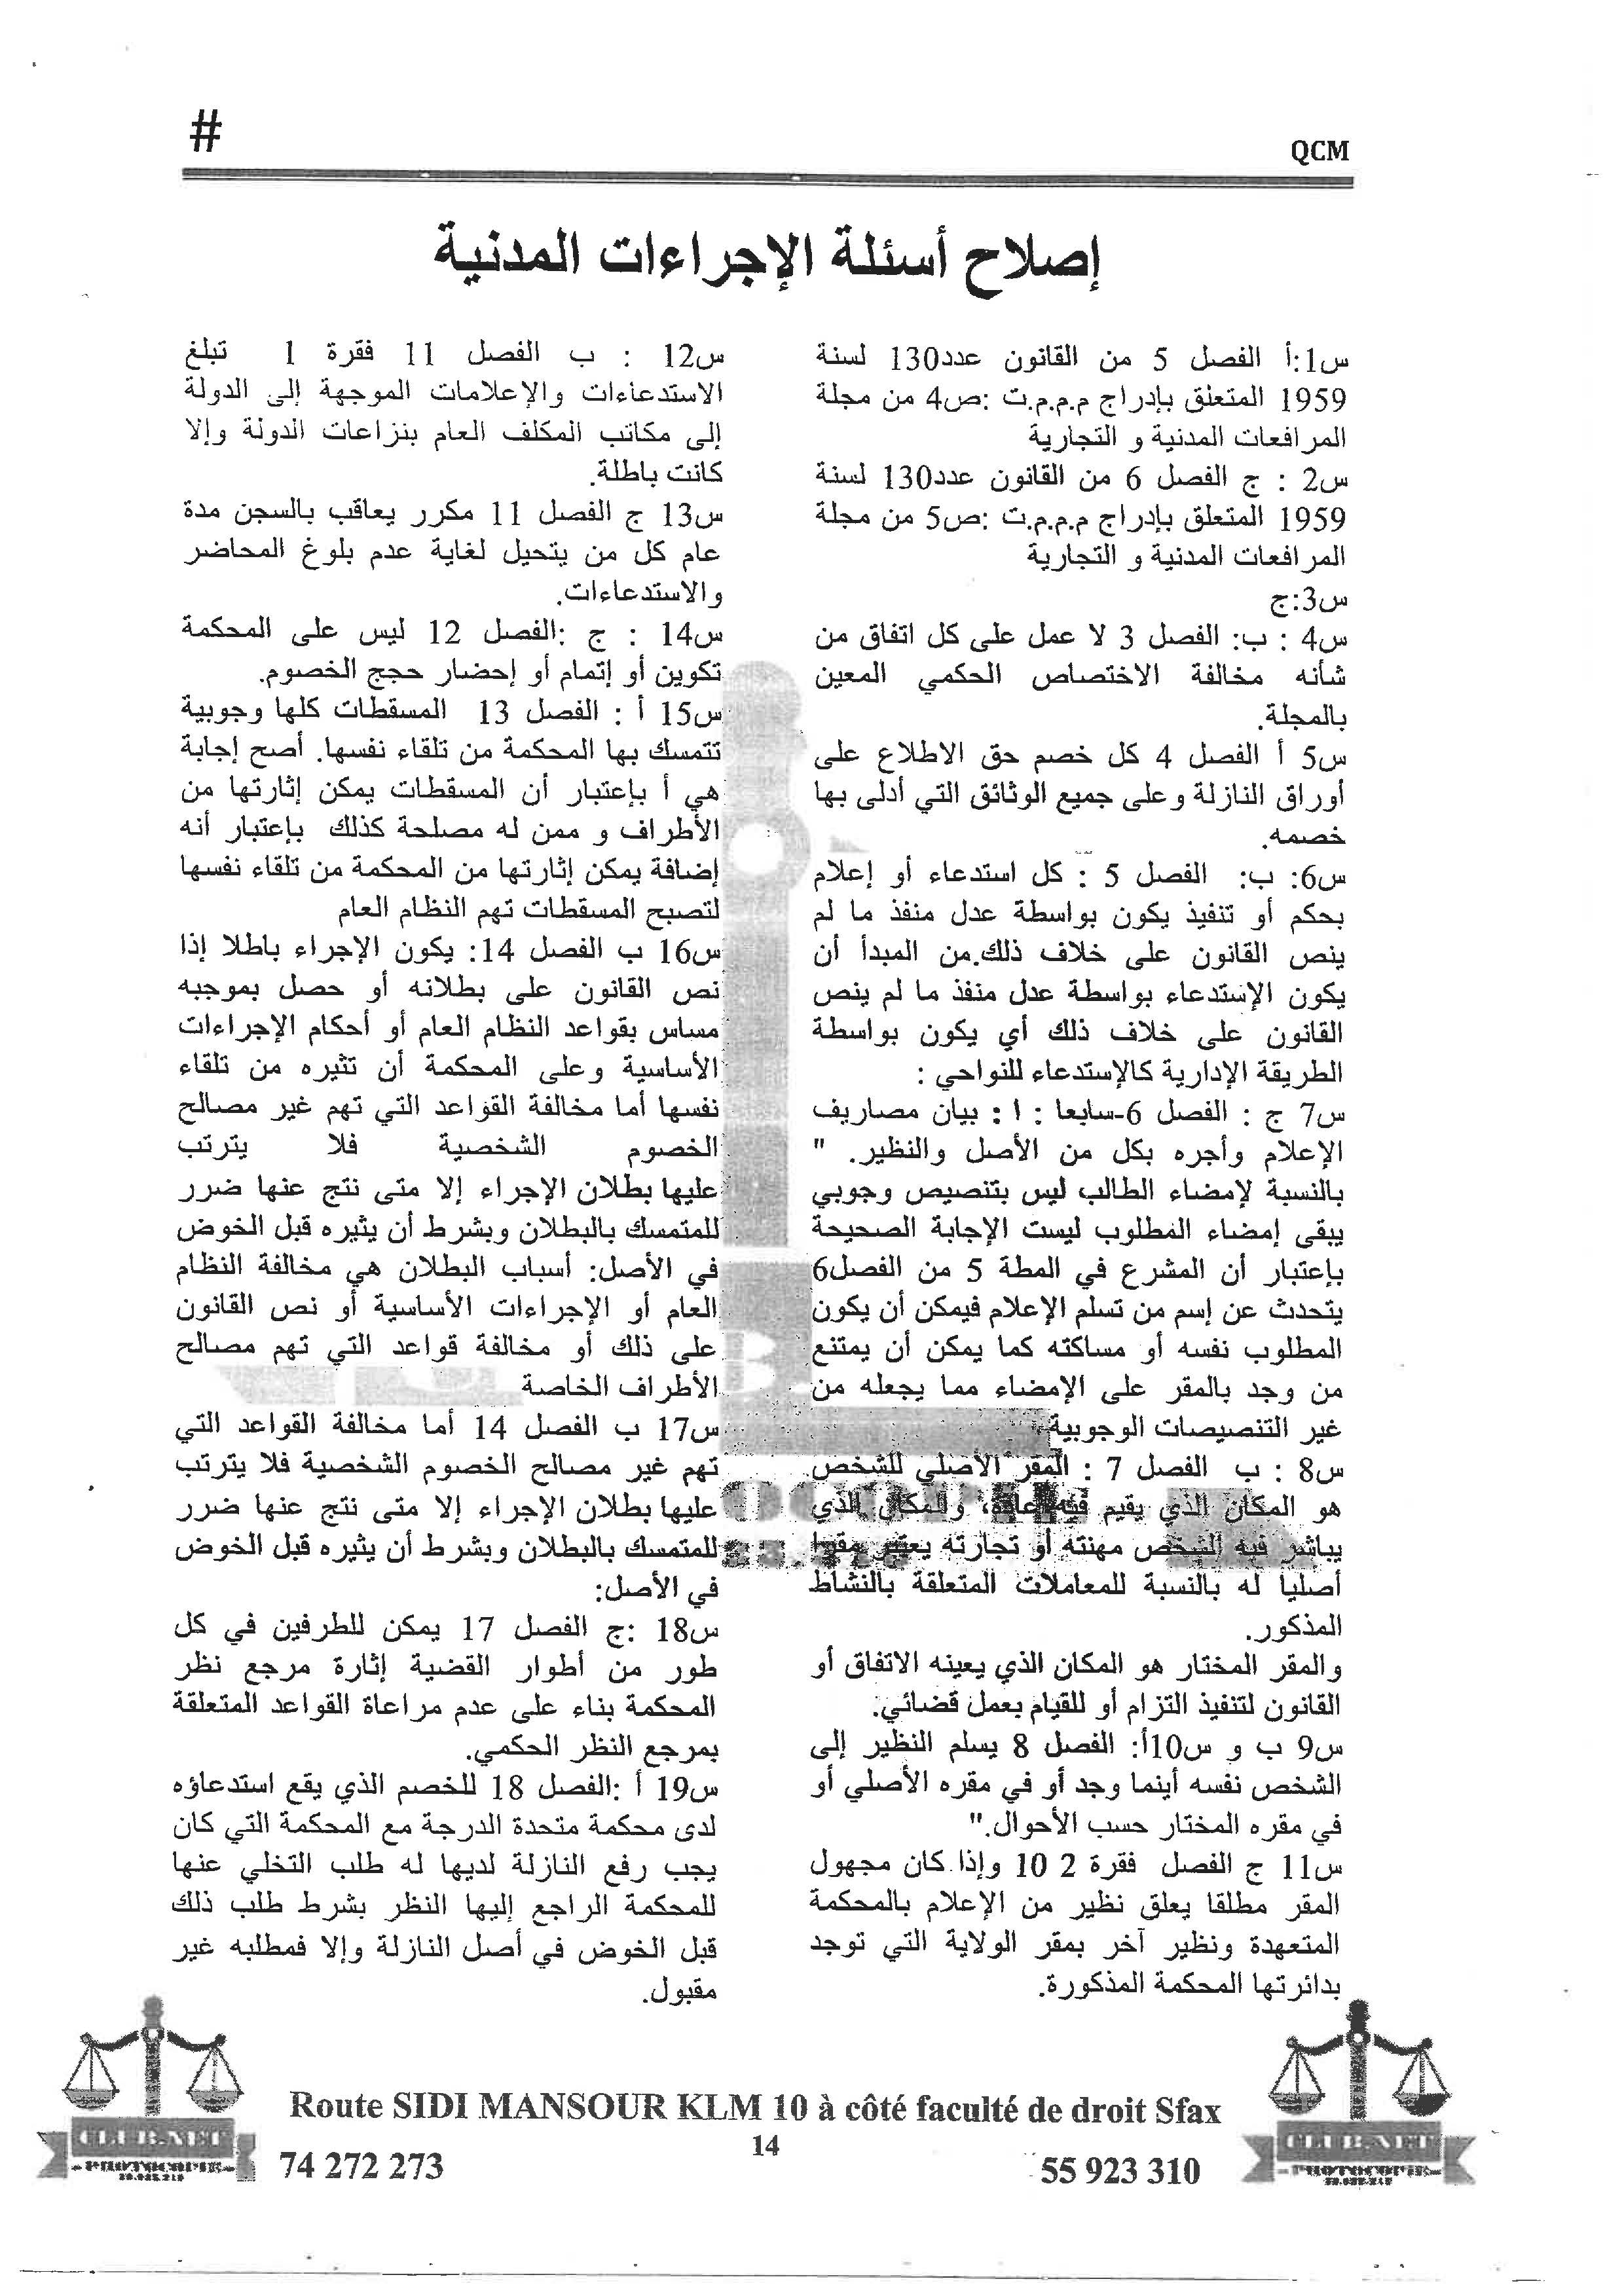 #
QCM
إصلاح أسئلة الإجراءات المدنية
س1:أ الفصل 5 من القانون عدد130 لسنة
1959 المتعلق بإدراج م.م.م.ت :ص4 من مجلة
المرافعات المدنية و التجارية
س2 : ج الفصل 6 من القانون عدد130 لسنة
1959 المتعلق بإدراج م.م.م.ت :ص5 من مجلة
المرافعات المدنية و التجارية
س3:ج
س4 : ب: الفصل 3 لا عمل على كل اتفاق من
شأنه مخالفة الاختصاص الحكمي المعين
بالمجلة.
س5 أ الفصل 4 كل خصم حق الاطلاع على
أوراق النازلة وعلى جميع الوثائق التي أدلى بها
خصمه.
س6: ب: الفصل 5 : كل استدعاء أو إعلام
بحكم أو تنفيذ يكون بواسطة عدل منفذ ما لم
ينص القانون على خلاف ذلك.من المبدأ أن
يكون الإستدعاء بواسطة عدل منفذ ما لم ينص
القانون على خلاف ذلك أي يكون بواسطة
الطريقة الإدارية كالإستدعاء للنواحي :
س7 ج : الفصل 6-سابعا : ا : بيان مصاريف
الإعلام وأجره بكل من الأصل والنظير. "
بالنسبة لإمضاء الطالب ليس بتنصيص وجوبي
يبقى إمضاء المطلوب ليست الإجابة الصحيحة
بإعتبار أن المشرع في المطة 5 من الفصل6
يتحدث عن إسم من تسلم الإعلام فيمكن أن يكون
المطلوب نفسه أو مساكته كما يمكن أن يمتنع
من وجد بالمقر على الإمضاء مما يجعله من
غير التنصيصات الوجوبية
س8 : ب الفصل 7 : المقر الأصلي للشخص
هو المكان الذي يقيم فيه عادة، والمكان الذي
يباشر فيه الشخص مهنته أو تجارته يعتبر مقرا
أصليا له بالنسبة للمعاملات المتعلقة بالنشاط
المذكور.
والمقر المختار هو المكان الذي يعينه الاتفاق أو
القانون لتنفيذ التزام أو للقيام بعمل قضائي.
س9 ب و س10أ: الفصل 8 يسلم النظير إلى
الشخص نفسه أينما وجد أو في مقره الأصلي أو
في مقره المختار حسب الأحوال."
س11 ج الفصل فقرة 2 10 وإذا كان مجهول
المقر مطلقا يعلق نظير من الإعلام بالمحكمة
المتعهدة ونظير آخر بمقر الولاية التي توجد
بدائرتها المحكمة المذكورة.
س12 : ب الفصل 11 فقرة 1 تبلغ
الاستدعاءات والإعلامات الموجهة إلى الدولة
إلى مكاتب المكلف العام بنزاعات الدولة وإلا
كانت باطلة.
س13 ج الفصل 11 مكرر يعاقب بالسجن مدة
عام كل من يتحيل لغاية عدم بلوغ المحاضر
والاستدعاءات.
س14 : ج :الفصل 12 ليس على المحكمة
تكوين أو إتمام أو إحضار حجج الخصوم.
س15 أ : الفصل 13 المسقطات كلها وجوبية
تتمسك بها المحكمة من تلقاء نفسها. أصح إجابة
هي أ بإعتبار أن المسقطات يمكن إثارتها من
الأطراف و ممن له مصلحة كذلك بإعتبار أنه
إضافة يمكن إثارتها من المحكمة من تلقاء نفسها
لتصبح المسقطات تهم النظام العام
س16 ب الفصل 14: يكون الإجراء باطلا إذا
نص القانون على بطلانه أو حصل بموجبه
مساس بقواعد النظام العام أو أحكام الإجراءات
الأساسية وعلى المحكمة أن تثيره من تلقاء
نفسها أما مخالفة القواعد التي تهم غير مصالح
الخصوم الشخصية فلا يترتب
عليها بطلان الإجراء إلا متى نتج عنها ضرر
للمتمسك بالبطلان وبشرط أن يثيره قبل الخوض
في الأصل: أسباب البطلان هي مخالفة النظام
العام أو الإجراءات الأساسية أو نص القانون
على ذلك أو مخالفة قواعد التي تهم مصالح
الأطراف الخاصة
س17 ب الفصل 14 أما مخالفة القواعد التي
تهم غير مصالح الخصوم الشخصية فلا يترتب
عليها بطلان الإجراء إلا متى نتج عنها ضرر
للمتمسك بالبطلان وبشرط أن يثيره قبل الخوض
في الأصل:
س18 :ج الفصل 17 يمكن للطرفين في كل
طور من أطوار القضية إثارة مرجع نظر
المحكمة بناء على عدم مراعاة القواعد المتعلقة
بمرجع النظر الحكمي.
س19 أ :الفصل 18 للخصم الذي يقع استدعاؤه
لدى محكمة متحدة الدرجة مع المحكمة التي كان
يجب رفع النازلة لديها له طلب التخلي عنها
للمحكمة الراجع إليها النظر بشرط طلب ذلك
قبل الخوض في أصل النازلة وإلا فمطلبه غير
مقبول.
Route SIDI MANSOUR KLM 10 à côté faculté de droit Sfax
14
74 272 273
55 923 310
CLUB.NET
-PHOTOCOPIE-
CLUB.NET
-PHOTOCOPIE-